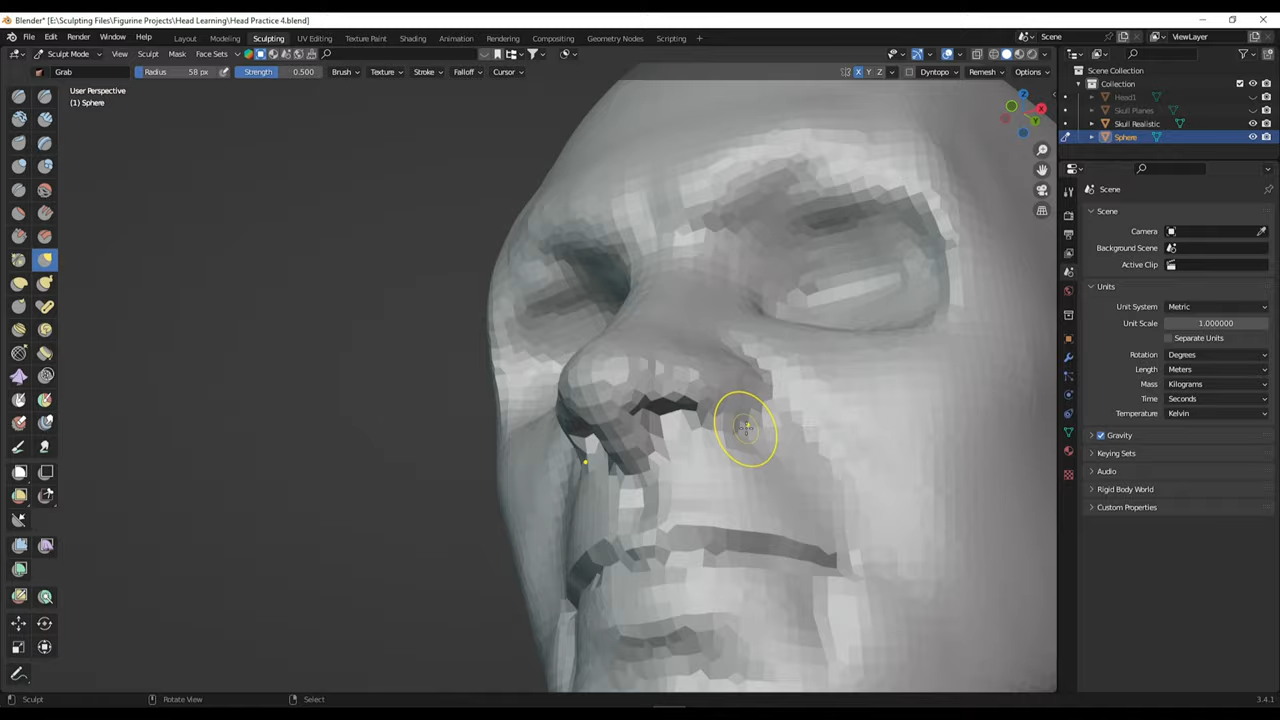 Blender* [E:\Sculpting Files\Figurine Projects\Head Learning\Head Practice 4.blend]
File Edit Render Window Help Layout Modeling Sculpting UV Editing Texture Paint Shading Animation Rendering Compositing Geometry Nodes Scripting Scene ViewLayer
Sculpt Mode View Sculpt Mask Face Sets
Grab Radius 58 px Strength 0.500 Brush Texture Stroke Falloff Cursor X Y Z Dyntopo Remesh Options
User Perspective
(1) Sphere
X
Y
Z
Scene Collection
Collection
Head1
Skull Planes
Skull Realistic
Sphere
Scene
Scene
Camera
Background Scene
Active Clip
Units
Unit System Metric
Unit Scale 1.000000
Separate Units
Rotation Degrees
Length Meters
Mass Kilograms
Time Seconds
Temperature Kelvin
Gravity
Keying Sets
Audio
Rigid Body World
Custom Properties
Sculpt Rotate View Select 3.4.1